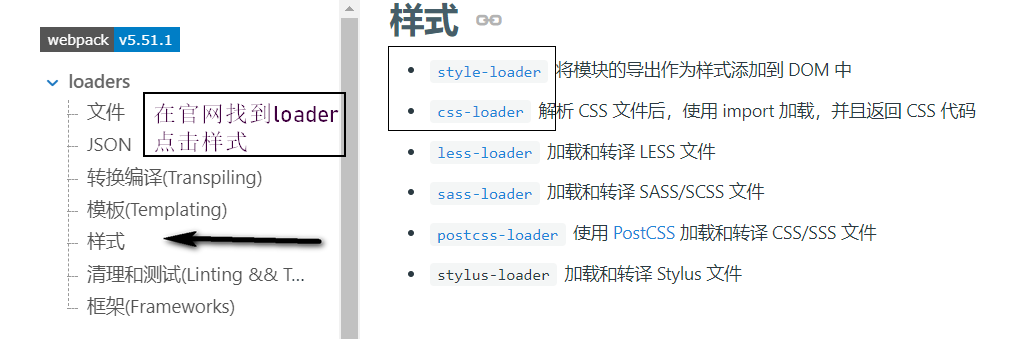 webpack v5.51.1
loaders
文件
JSON
转换编译(Transpiling)
模板(Templating)
样式
清理和测试(Linting && T...
框架(Frameworks)
在官网找到loader
点击样式
样式
style-loader 将模块的导出作为样式添加到 DOM 中
css-loader 解析 CSS 文件后，使用 import 加载，并且返回 CSS 代码
less-loader 加载和转译 LESS 文件
sass-loader 加载和转译 SASS/SCSS 文件
postcss-loader 使用 PostCSS 加载和转译 CSS/SSS 文件
stylus-loader 加载和转译 Stylus 文件